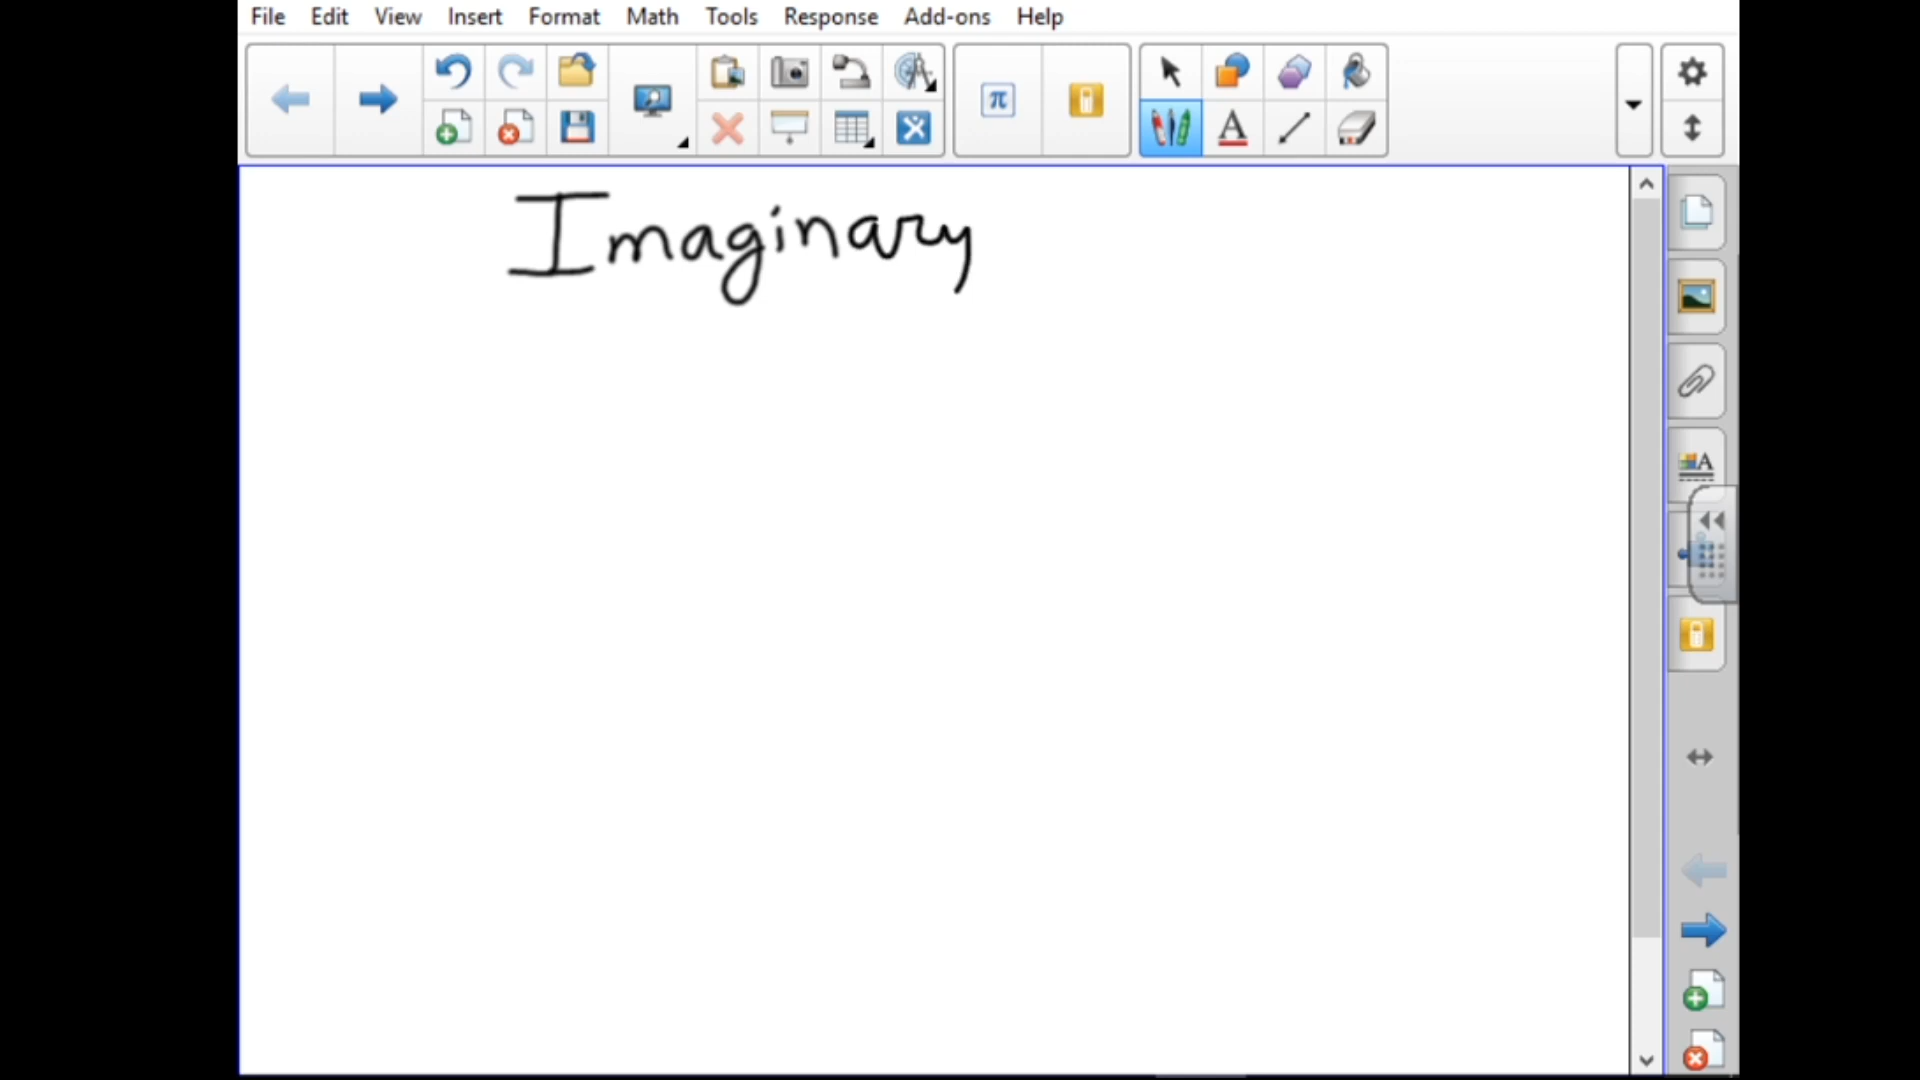 File Edit View Insert Format Math Tools Response Add-ons Help
π
A
A
Imaginary